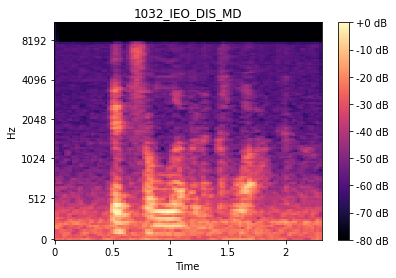 1032_IEO_DIS_MD
+0 dB
8192
-10 dB
4096
-20 dB
-30 dB
2048
Hz
-40 dB
1024
-50 dB
512
-60 dB
-70 dB
0
-80 dB
0
0.5
1
1.5
2
Time